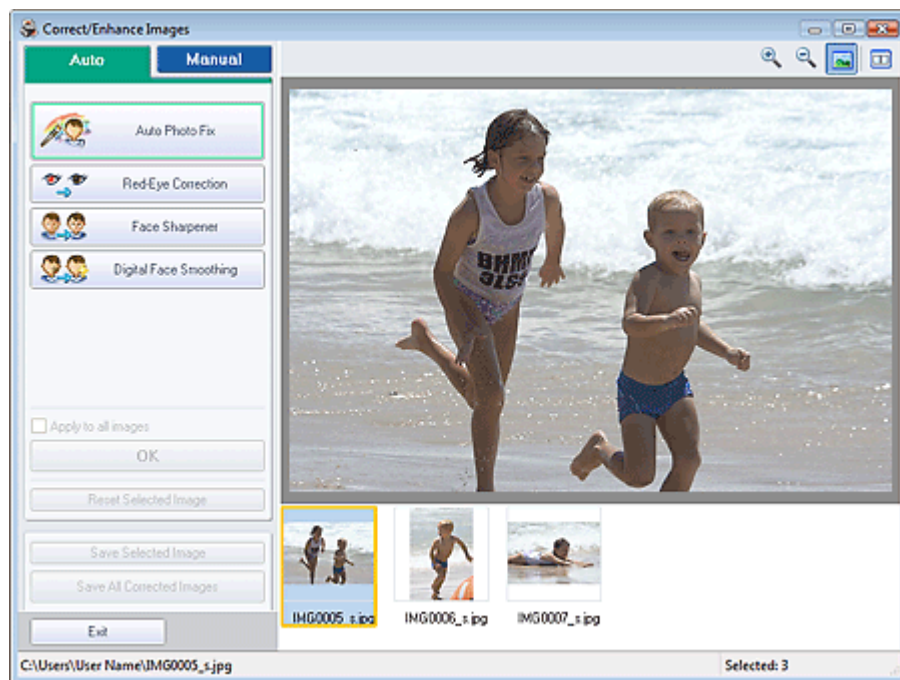 Correct/Enhance Images
Auto
Manual
Auto Photo Fix
Red-Eye Correction
Face Sharpener
Digital Face Smoothing
Apply to all images
OK
Reset Selected Image
Save Selected Image
Save All Corrected Images
Exit
IMG0005_s.jpg
IMG0006_s.jpg
IMG0007_s.jpg
C:\Users\User Name\IMG0005_s.jpg
Selected: 3